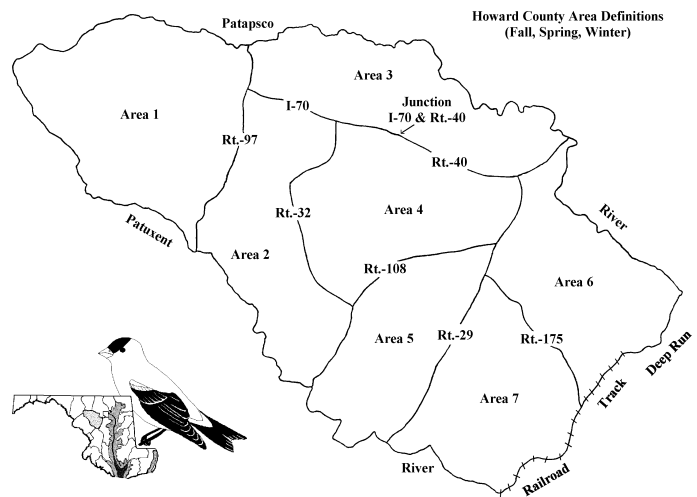 Howard County Area Definitions
(Fall, Spring, Winter)
Patapsco
Area 3
Area 1
I-70
Junction
I-70 & Rt.-40
Rt.-97
Rt.-40
Rt.-32
Area 4
River
Patuxent
Area 2
Rt.-108
Area 6
Area 5
Rt.-29
Rt.-175
Deep Run
Track
Area 7
River
Railroad